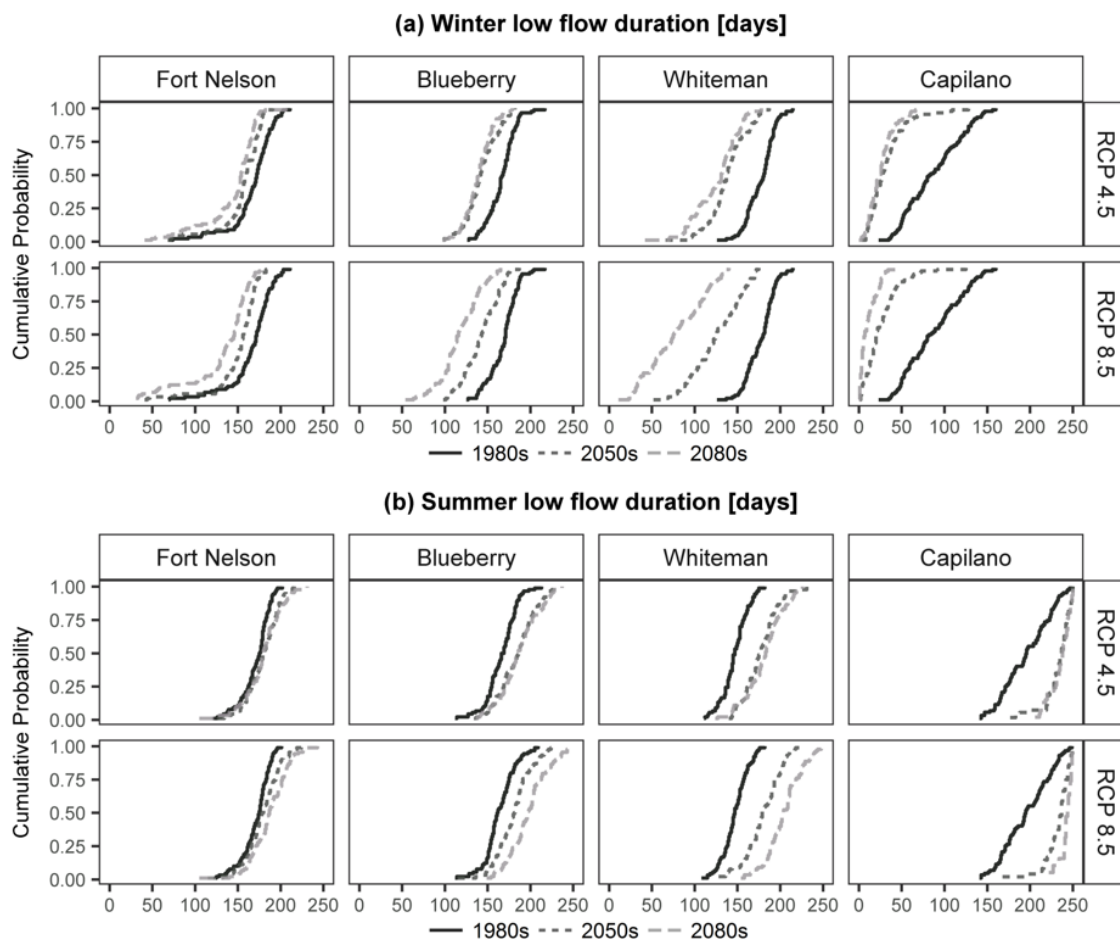 (a) Winter low flow duration [days]
Fort Nelson Blueberry Whiteman Capilano
Cumulative Probability
1.00
0.75
0.50
0.25
0.00
RCP 4.5
1.00
0.75
0.50
0.25
0.00
RCP 8.5
0 50 100 150 200 250 0 50 100 150 200 250 0 50 100 150 200 250 0 50 100 150 200 250
1980s 2050s 2080s
(b) Summer low flow duration [days]
Fort Nelson Blueberry Whiteman Capilano
Cumulative Probability
1.00
0.75
0.50
0.25
0.00
RCP 4.5
1.00
0.75
0.50
0.25
0.00
RCP 8.5
0 50 100 150 200 250 0 50 100 150 200 250 0 50 100 150 200 250 0 50 100 150 200 250
1980s 2050s 2080s